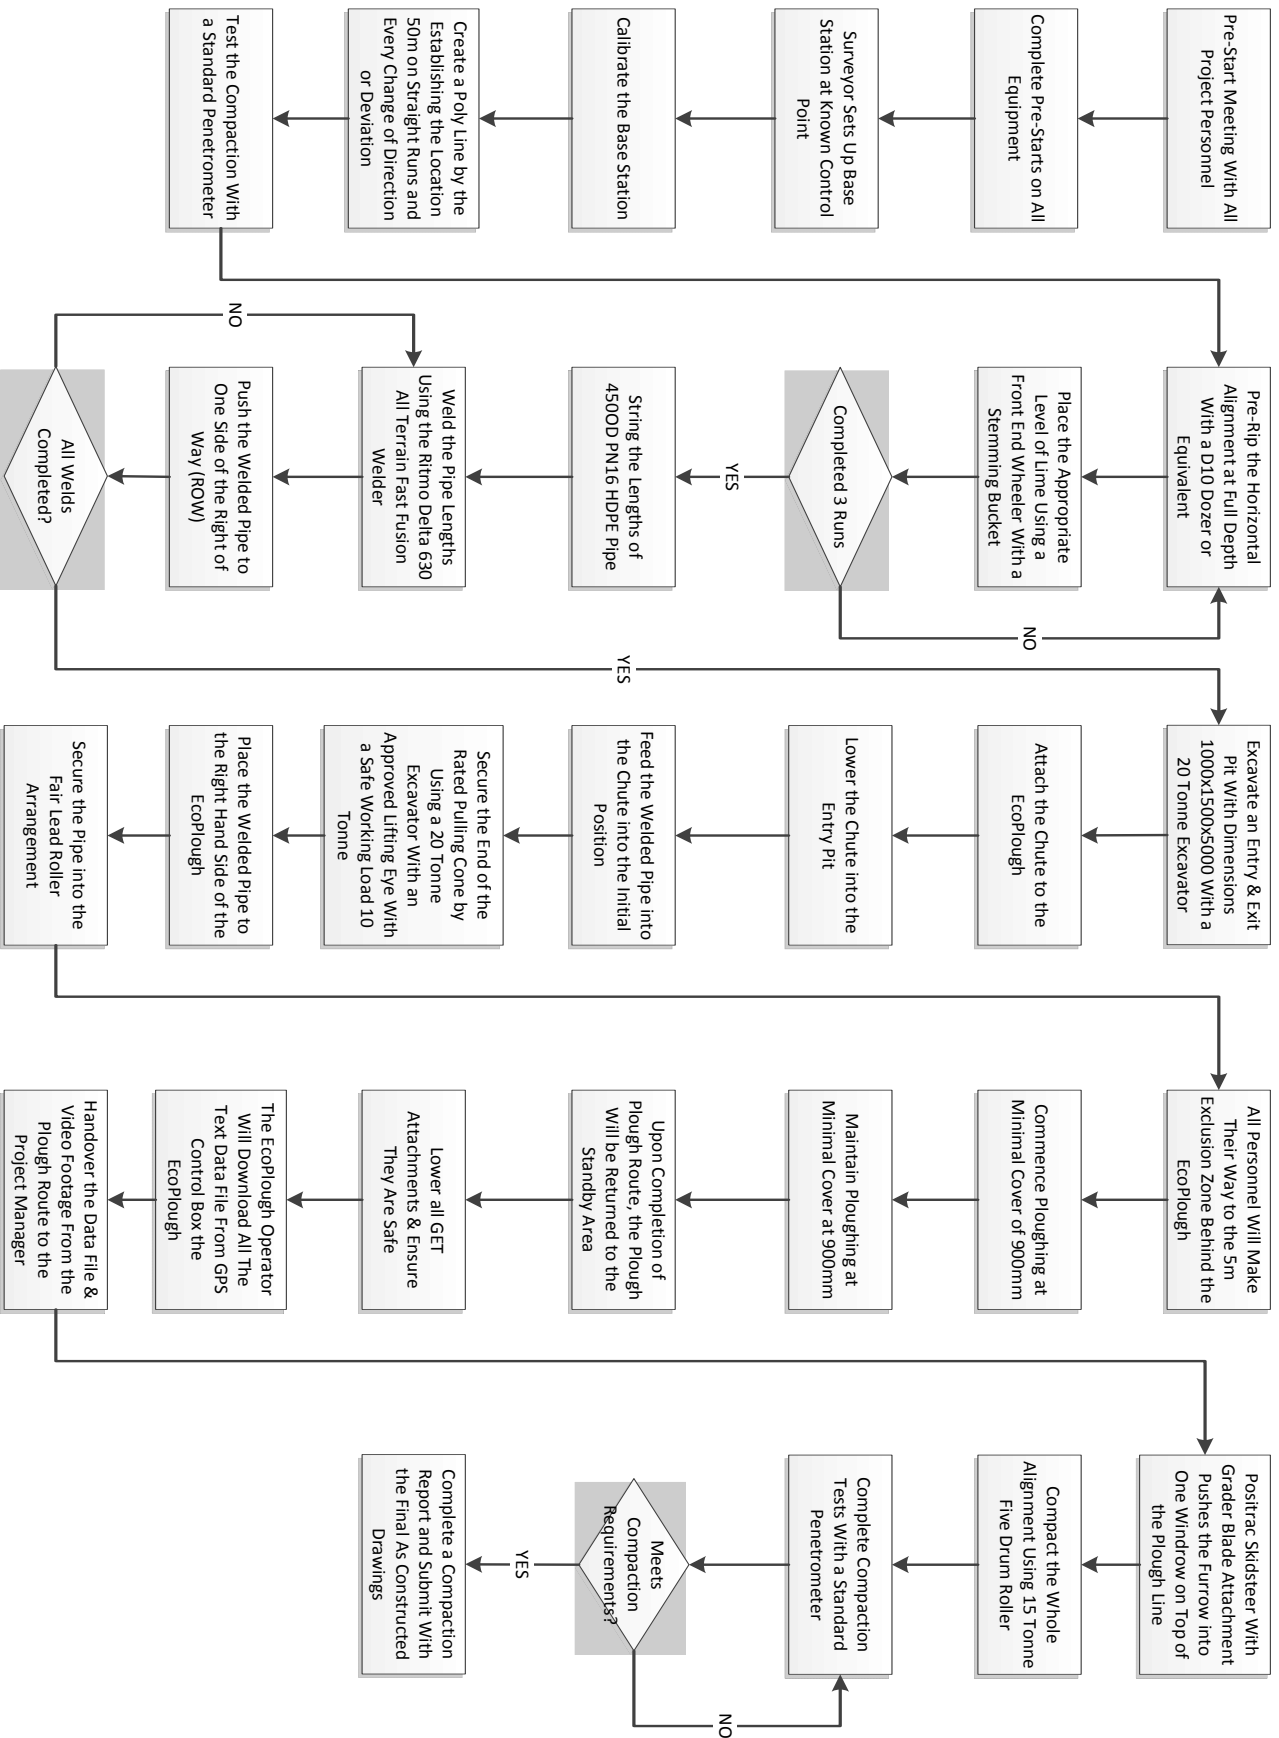 Pre-Start Meeting With All
Project Personnel
Complete Pre-Starts on All
Equipment
Surveyor Sets Up Base
Station at Known Control
Point
Calibrate the Base Station
Create a Poly Line by the
Establishing the Location
50m on Straight Runs and
Every Change of Direction
or Deviation
Test the Compaction With
a Standard Penetrometer
Pre-Rip the Horizontal
Alignment at Full Depth
With a D10 Dozer or
Equivalent
Place the Appropriate
Level of Lime Using a
Front End Wheeler With a
Stemming Bucket
Completed 3 Runs
NO
YES
String the Lengths of
450OD PN16 HDPE Pipe
Weld the Pipe Lengths
Using the Ritmo Delta 630
All Terrain Fast Fusion
Welder
Push the Welded Pipe to
One Side of the Right of
Way (ROW)
All Welds
Completed?
NO
YES
Excavate an Entry & Exit
Pit With Dimensions
1000x1500x5000 With a
20 Tonne Excavator
Attach the Chute to the
EcoPlough
Lower the Chute into the
Entry Pit
Feed the Welded Pipe into
the Chute into the Initial
Position
Secure the End of the
Rated Pulling Cone by
Using a 20 Tonne
Excavator With an
Approved Lifting Eye With
a Safe Working Load 10
Tonne
Place the Welded Pipe to
the Right Hand Side of the
EcoPlough
Secure the Pipe into the
Fair Lead Roller
Arrangement
All Personnel Will Make
Their Way to the 5m
Exclusion Zone Behind the
EcoPlough
Commence Ploughing at
Minimal Cover of 900mm
Maintain Ploughing at
Minimal Cover at 900mm
Upon Completion of
Plough Route, the Plough
Will be Returned to the
Standby Area
Lower all GET
Attachments & Ensure
They Are Safe
The EcoPlough Operator
Will Download All The
Text Data File From GPS
Control Box the
EcoPlough
Handover the Data File &
Video Footage From the
Plough Route to the
Project Manager
Positrac Skidsteer With
Grader Blade Attachment
Pushes the Furrow into
One Windrow on Top of
the Plough Line
Compact the Whole
Alignment Using 15 Tonne
Five Drum Roller
Complete Compaction
Tests With a Standard
Penetrometer
Meets
Compaction
Requirements?
NO
YES
Complete a Compaction
Report and Submit With
the Final As Constructed
Drawings